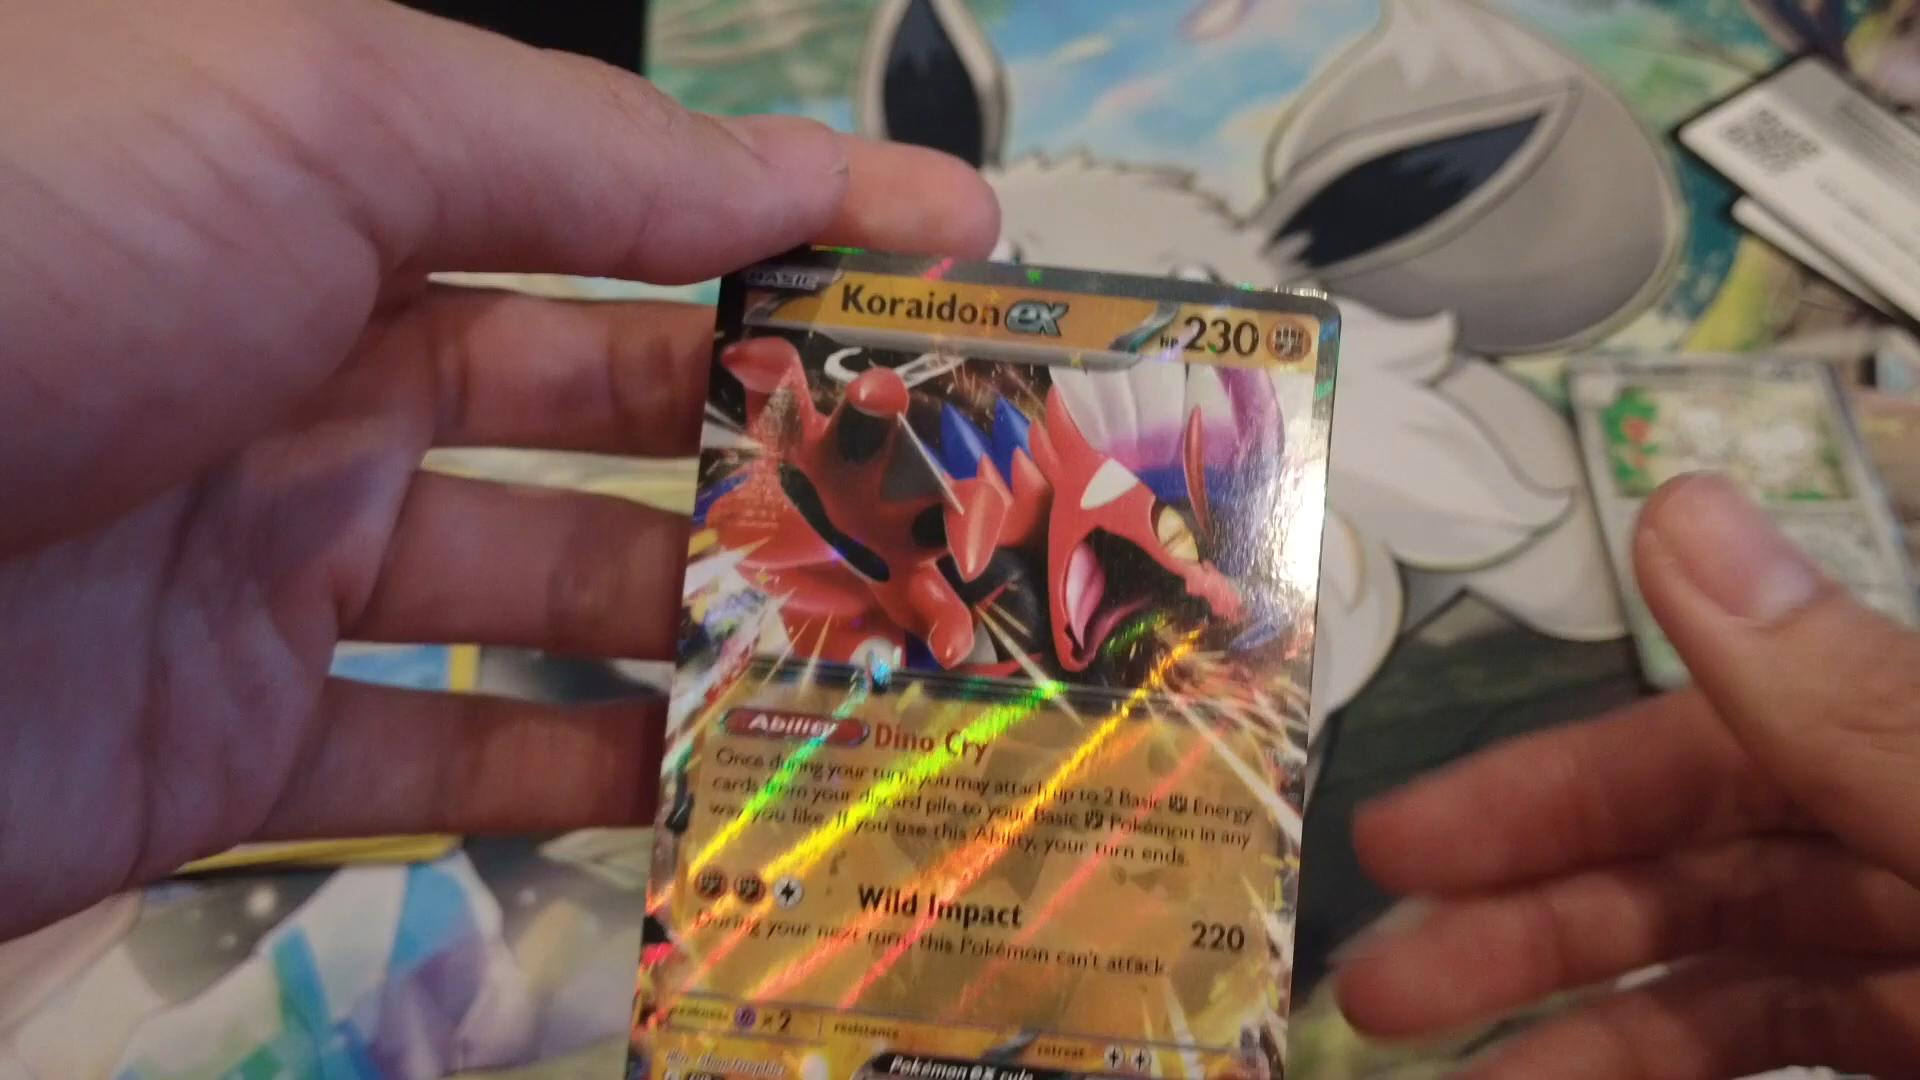 BASIC
Koraidon ex HP 230
Ability Dino Cry
Once during your turn, you may attach up to 2 Basic Energy
cards from your discard pile to your Basic Pokémon in any
way you like. If you use this Ability, your turn ends.
Wild Impact 220
During your next turn, this Pokémon can't attack.
weakness ×2 resistance retreat
Pokémon ex rule